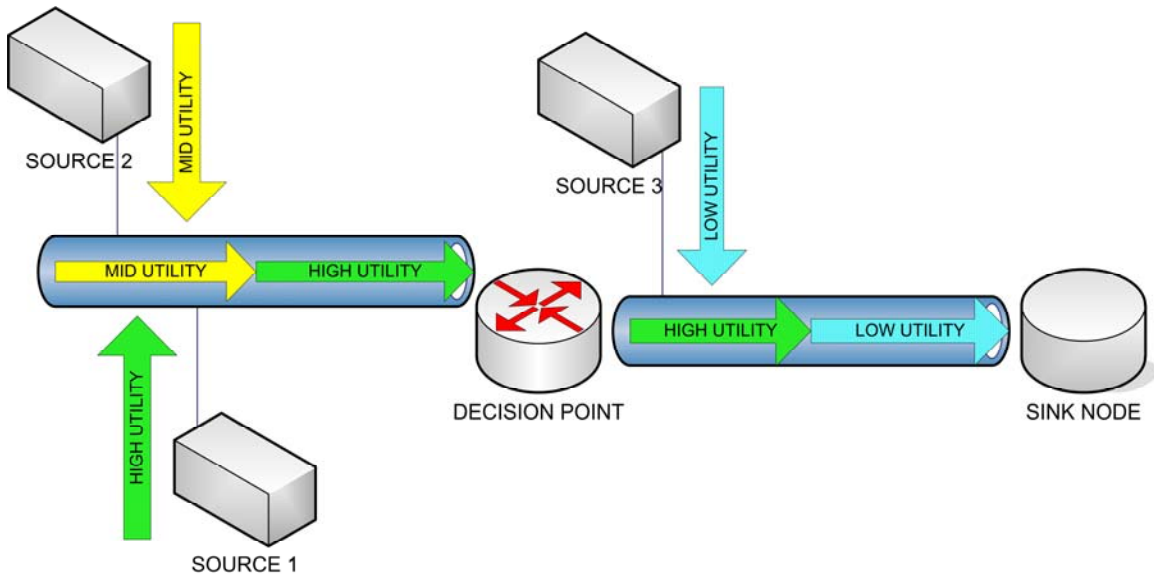 SOURCE 2
MID UTILITY
SOURCE 3
LOW UTILITY
MID UTILITY
HIGH UTILITY
HIGH UTILITY
LOW UTILITY
DECISION POINT
SINK NODE
HIGH UTILITY
SOURCE 1